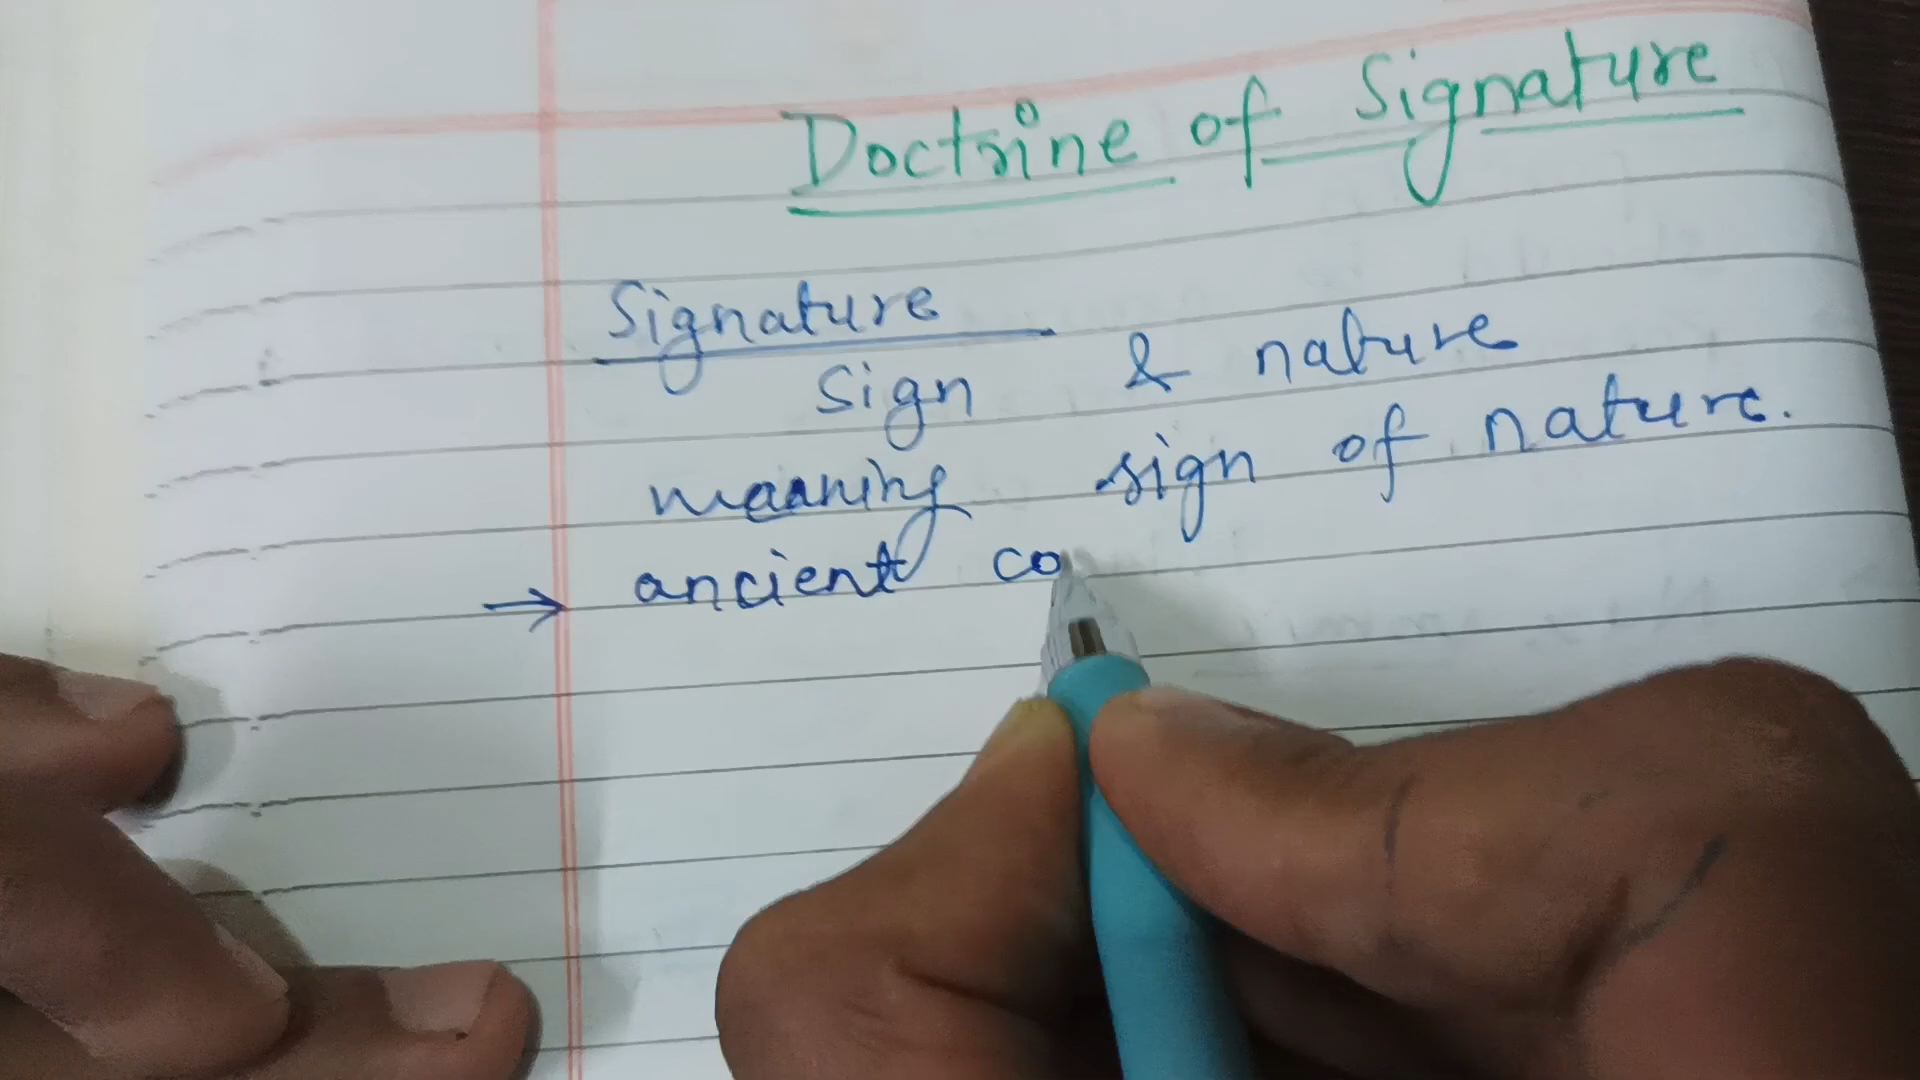 Doctrine of Signature
Signature
Sign & nature
meaning sign of nature.
→ ancient co